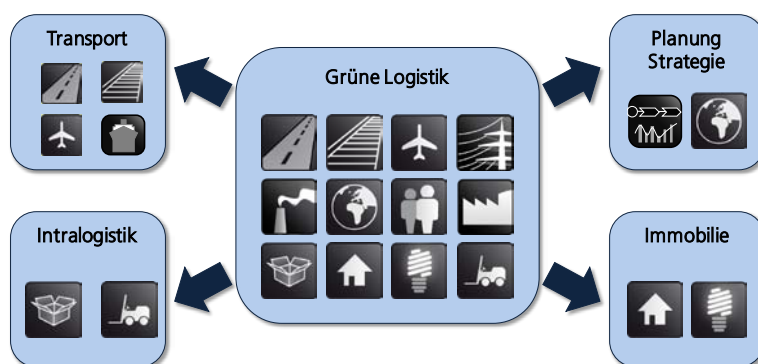 Transport
Grüne Logistik
Planung
Strategie
Intralogistik
Immobilie